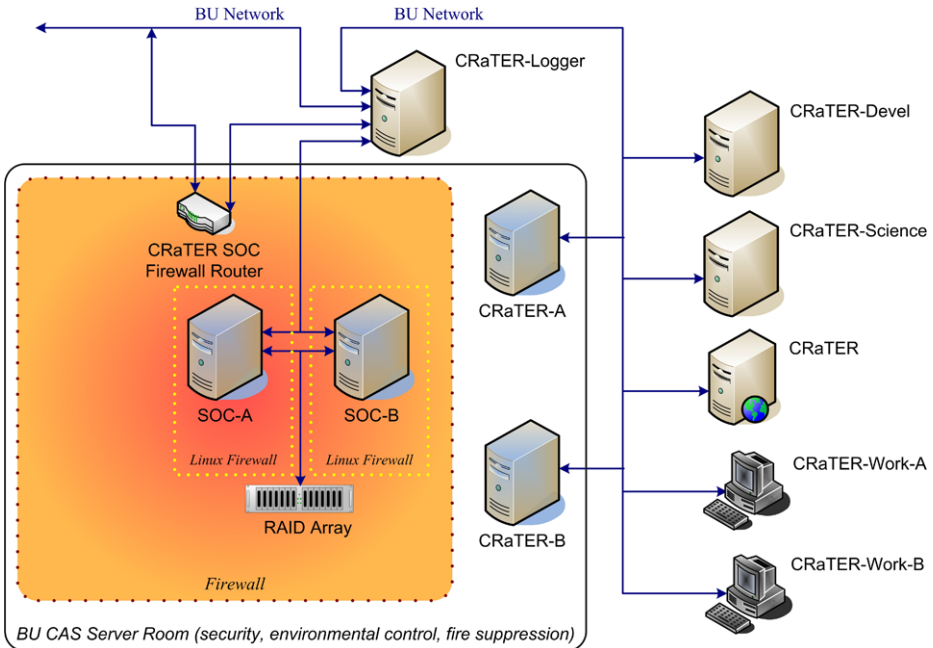 BU Network
BU Network
CRaTER-Logger
CRaTER-Devel
CRaTER-Science
CRaTER SOC
Firewall Router
CRaTER-A
CRaTER
SOC-A
SOC-B
Linux Firewall
Linux Firewall
CRaTER-Work-A
RAID Array
CRaTER-B
CRaTER-Work-B
Firewall
BU CAS Server Room (security, environmental control, fire suppression)